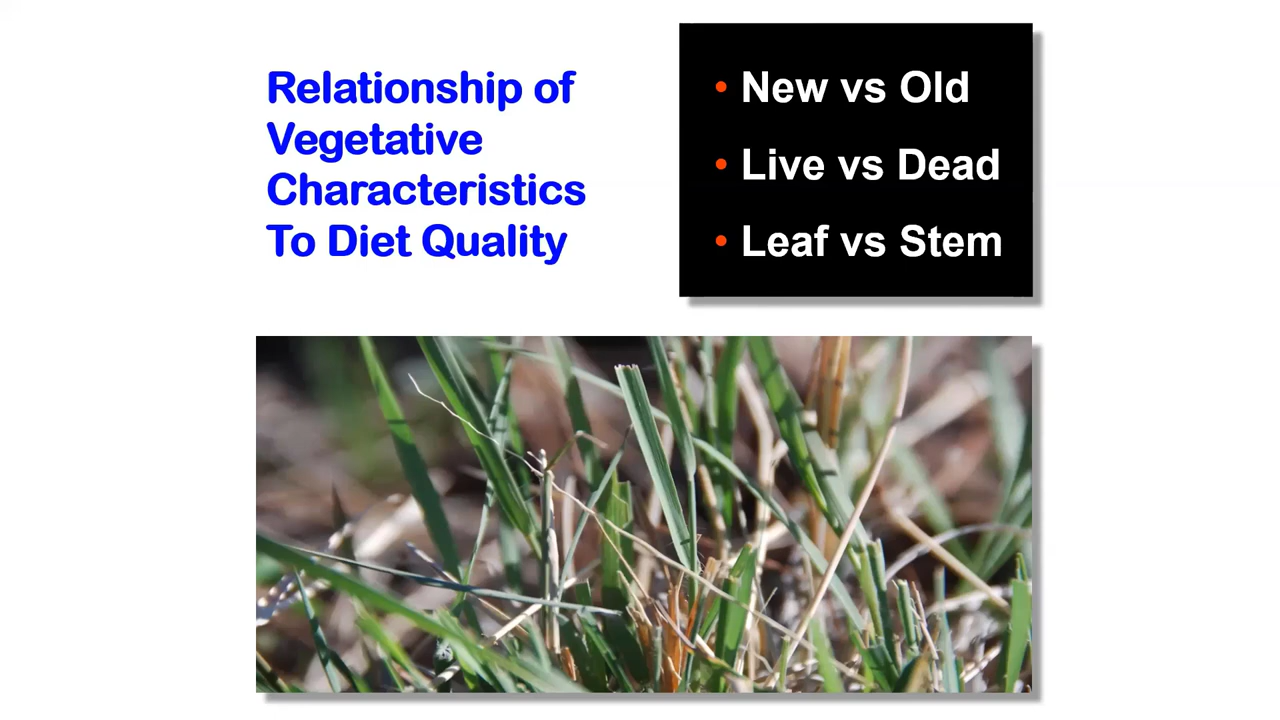 Relationship of
Vegetative
Characteristics
To Diet Quality
• New vs Old
• Live vs Dead
• Leaf vs Stem